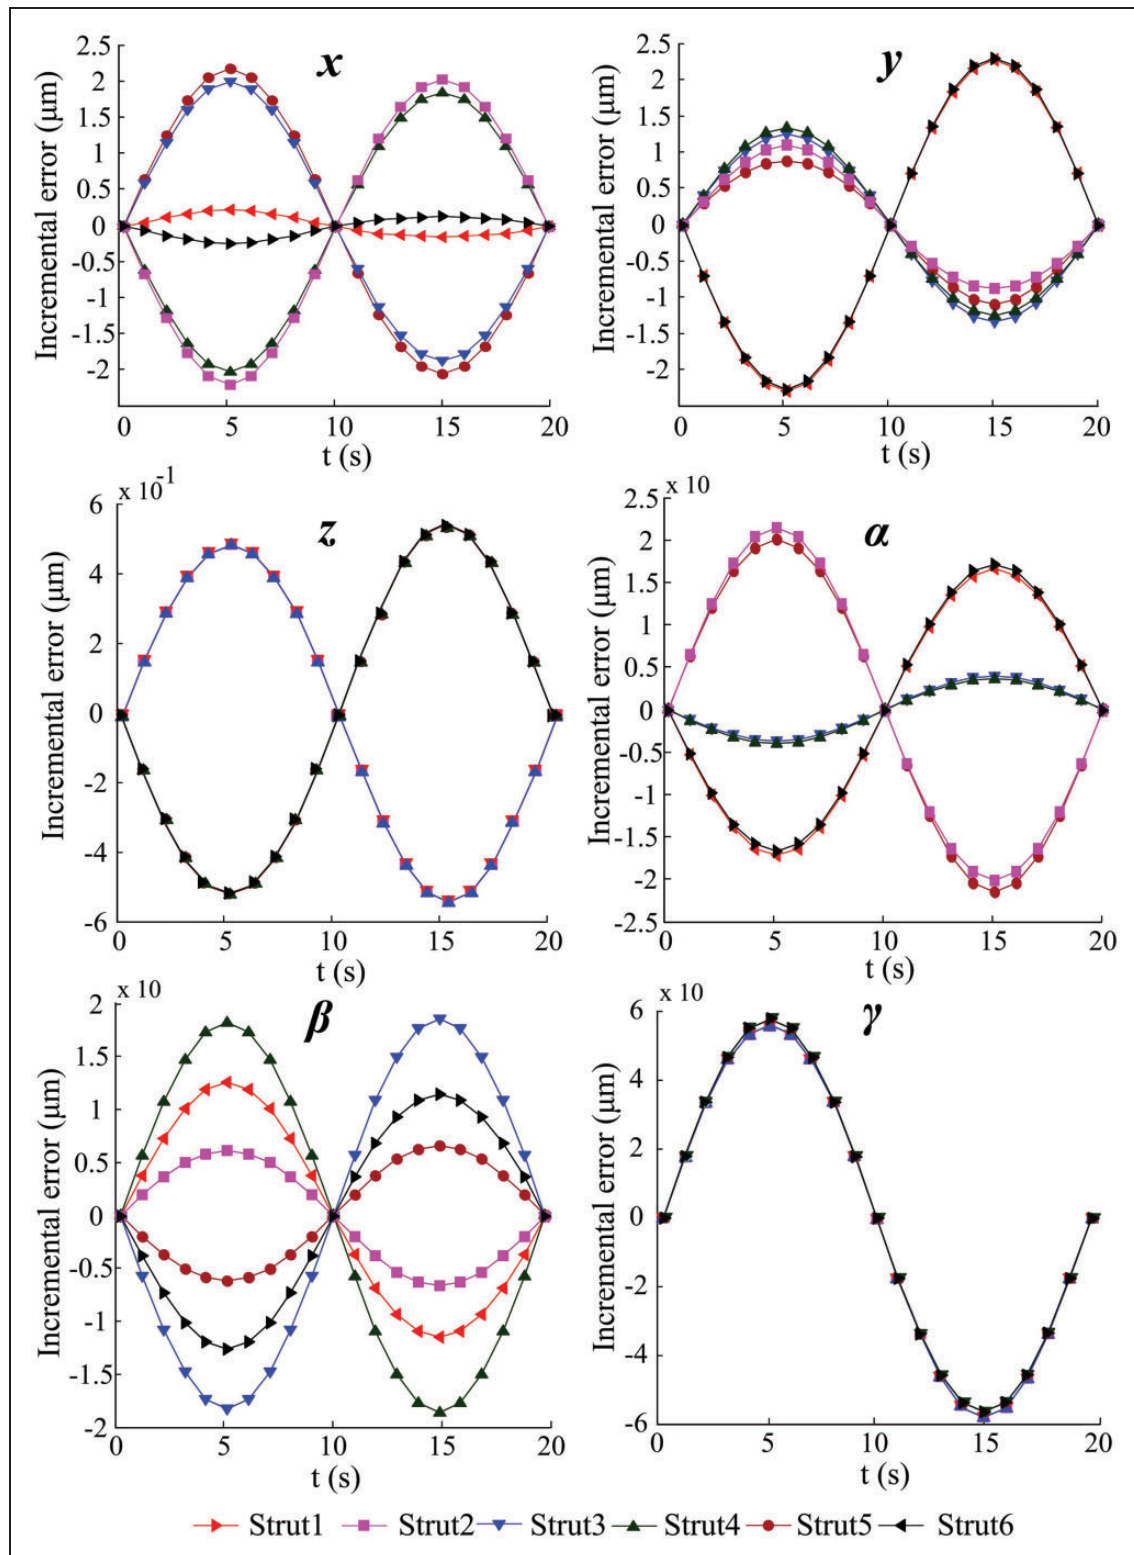 x
Incremental error (μm)
2.5
2
1.5
1
0.5
0
-0.5
-1
-1.5
-2
0 5 10 15 20
t (s)
y
Incremental error (μm)
2.5
2
1.5
1
0.5
0
-0.5
-1
-1.5
-2
0 5 10 15 20
t (s)
x 10-1
z
Incremental error (μm)
6
4
2
0
-2
-4
-6
0 5 10 15 20
t (s)
x 10
α
Incremental error (μm)
2.5
2
1.5
1
0.5
0
-0.5
-1
-1.5
-2
-2.5
0 5 10 15 20
t (s)
x 10
β
Incremental error (μm)
2
1.5
1
0.5
0
-0.5
-1
-1.5
-2
0 5 10 15 20
t (s)
x 10
γ
Incremental error (μm)
6
4
2
0
-2
-4
-6
0 5 10 15 20
t (s)
Strut1 Strut2 Strut3 Strut4 Strut5 Strut6